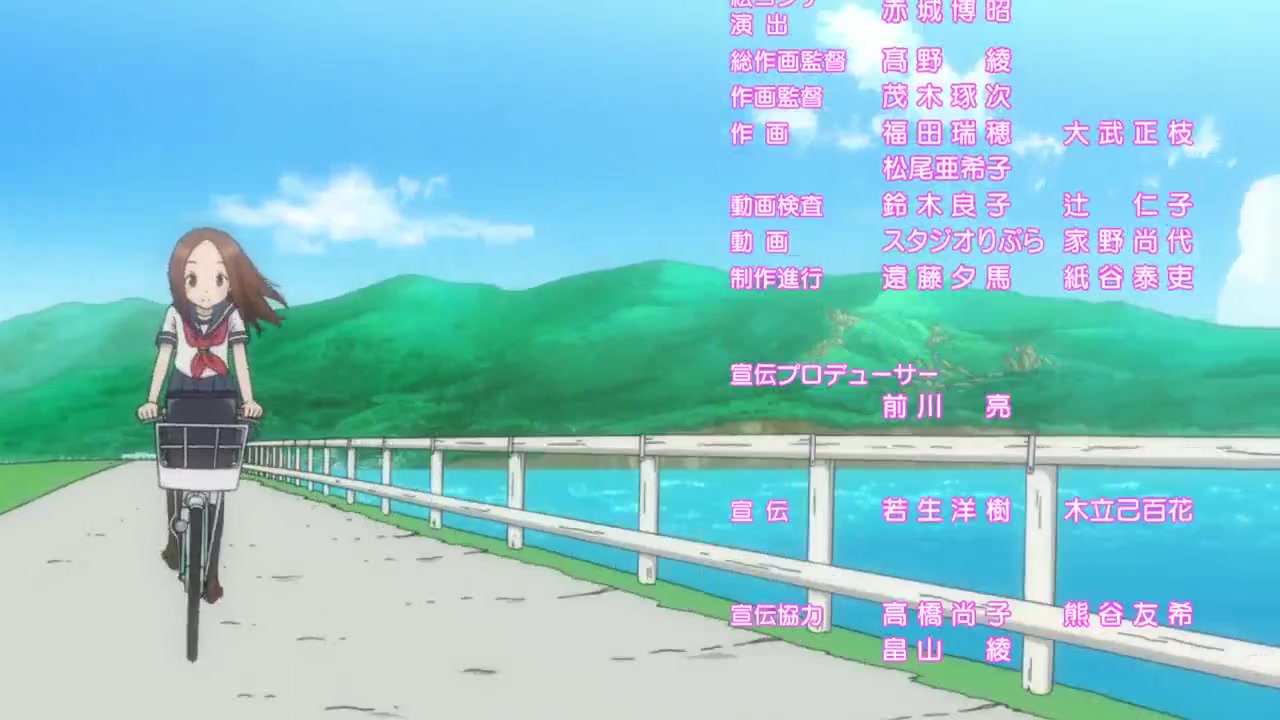 絵コンテ
演出 赤城博昭
総作画監督 髙野 綾
作画監督 茂木琢次
作画 福田瑞穂 大武正枝
松尾亜希子
動画検査 鈴木良子 辻 仁子
動画 スタジオりぶら 家野尚代
制作進行 遠藤夕馬 紙谷泰吏
宣伝プロデューサー
前川 亮
宣伝 若生洋樹 木立己百花
宣伝協力 高橋尚子 熊谷友希
畠山 綾